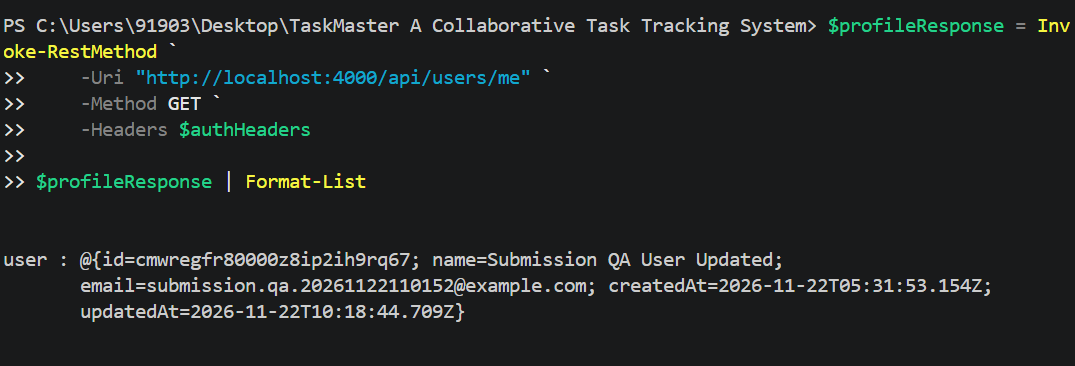 PS C:\Users\91903\Desktop\TaskMaster A Collaborative Task Tracking System> $profileResponse = Inv
oke-RestMethod `
>>     -Uri "http://localhost:4000/api/users/me" `
>>     -Method GET `
>>     -Headers $authHeaders
>>
>> $profileResponse | Format-List
user : @{id=cmwregfr80000z8ip2ih9rq67; name=Submission QA User Updated;
       email=submission.qa.20261122110152@example.com; createdAt=2026-11-22T05:31:53.154Z;
       updatedAt=2026-11-22T10:18:44.709Z}